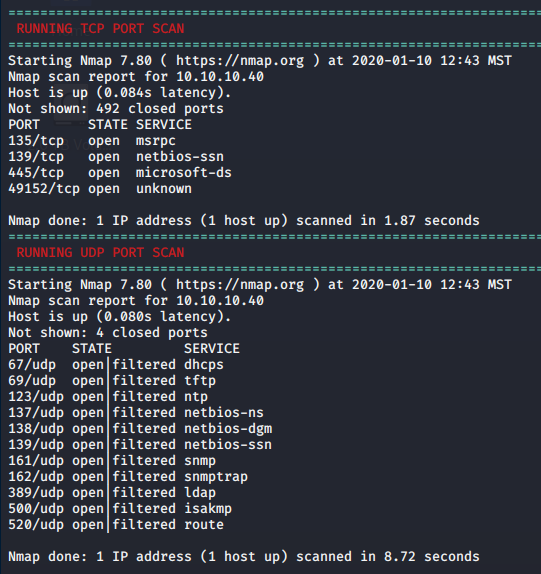 ================================================================
RUNNING TCP PORT SCAN
================================================================
Starting Nmap 7.80 ( https://nmap.org ) at 2020-01-10 12:43 MST
Nmap scan report for 10.10.10.40
Host is up (0.084s latency).
Not shown: 492 closed ports
PORT      STATE SERVICE
135/tcp   open  msrpc
139/tcp   open  netbios-ssn
445/tcp   open  microsoft-ds
49152/tcp open  unknown
Nmap done: 1 IP address (1 host up) scanned in 1.87 seconds
================================================================
RUNNING UDP PORT SCAN
================================================================
Starting Nmap 7.80 ( https://nmap.org ) at 2020-01-10 12:43 MST
Nmap scan report for 10.10.10.40
Host is up (0.080s latency).
Not shown: 4 closed ports
PORT    STATE         SERVICE
67/udp  open|filtered dhcps
69/udp  open|filtered tftp
123/udp open|filtered ntp
137/udp open|filtered netbios-ns
138/udp open|filtered netbios-dgm
139/udp open|filtered netbios-ssn
161/udp open|filtered snmp
162/udp open|filtered snmptrap
389/udp open|filtered ldap
500/udp open|filtered isakmp
520/udp open|filtered route
Nmap done: 1 IP address (1 host up) scanned in 8.72 seconds